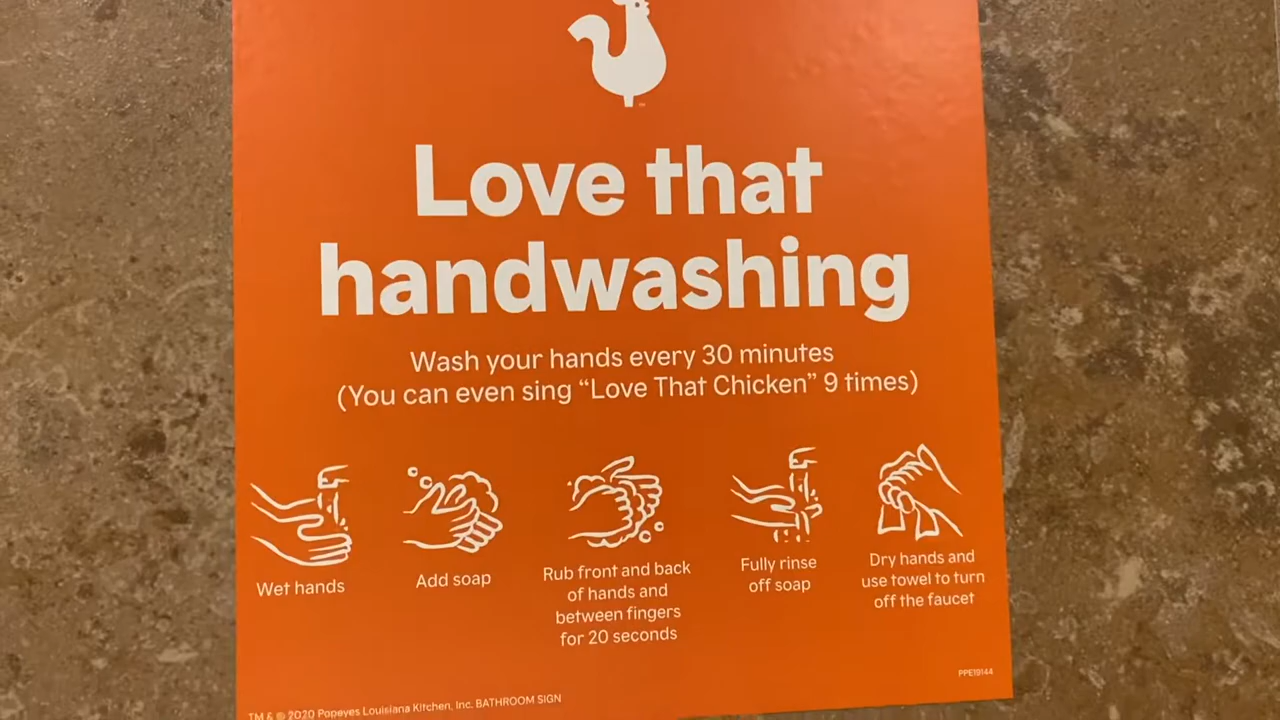 Love that
handwashing
Wash your hands every 30 minutes
(You can even sing “Love That Chicken” 9 times)
Wet hands
Add soap
Rub front and back
of hands and
between fingers
for 20 seconds
Fully rinse
off soap
Dry hands and
use towel to turn
off the faucet
PPE19144
TM & © 2020 Popeyes Louisiana Kitchen, Inc. BATHROOM SIGN